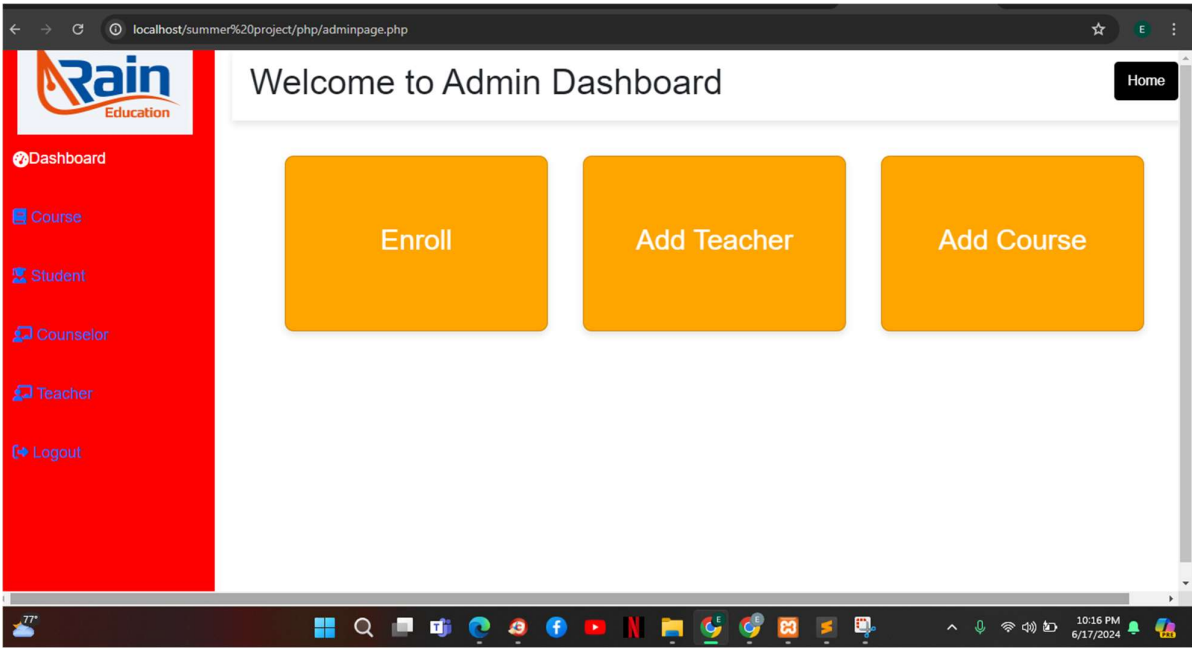 localhost/summer%20project/php/adminpage.php
E
Rain
Education
Welcome to Admin Dashboard
Home
Dashboard
Course
Student
Counselor
Teacher
Logout
Enroll
Add Teacher
Add Course
77°
10:16 PM
6/17/2024
PRE